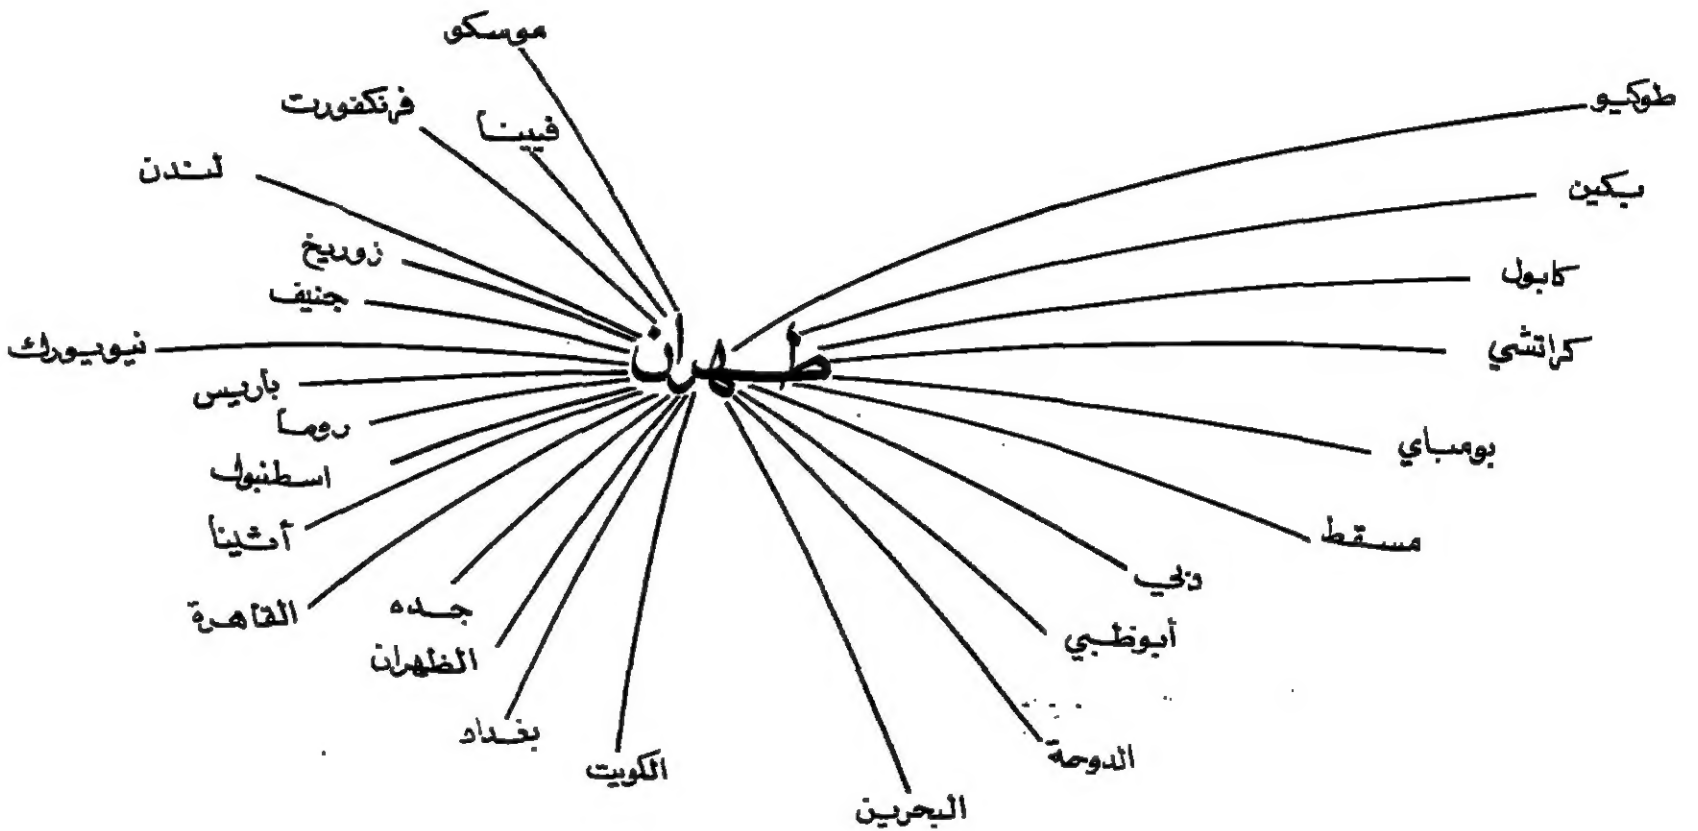 موسكو
طوكيو
فرنكفورت
فيينا
لندن
بكين
زوريخ
كابول
جنيف
نيويورك
طهران
كراتشي
باريس
روما
بومباي
اسطنبول
أثينا
مسقط
دبي
القاهرة
جده
أبوظبي
الظهران
بغداد
الدوحة
الكويت
البحرين